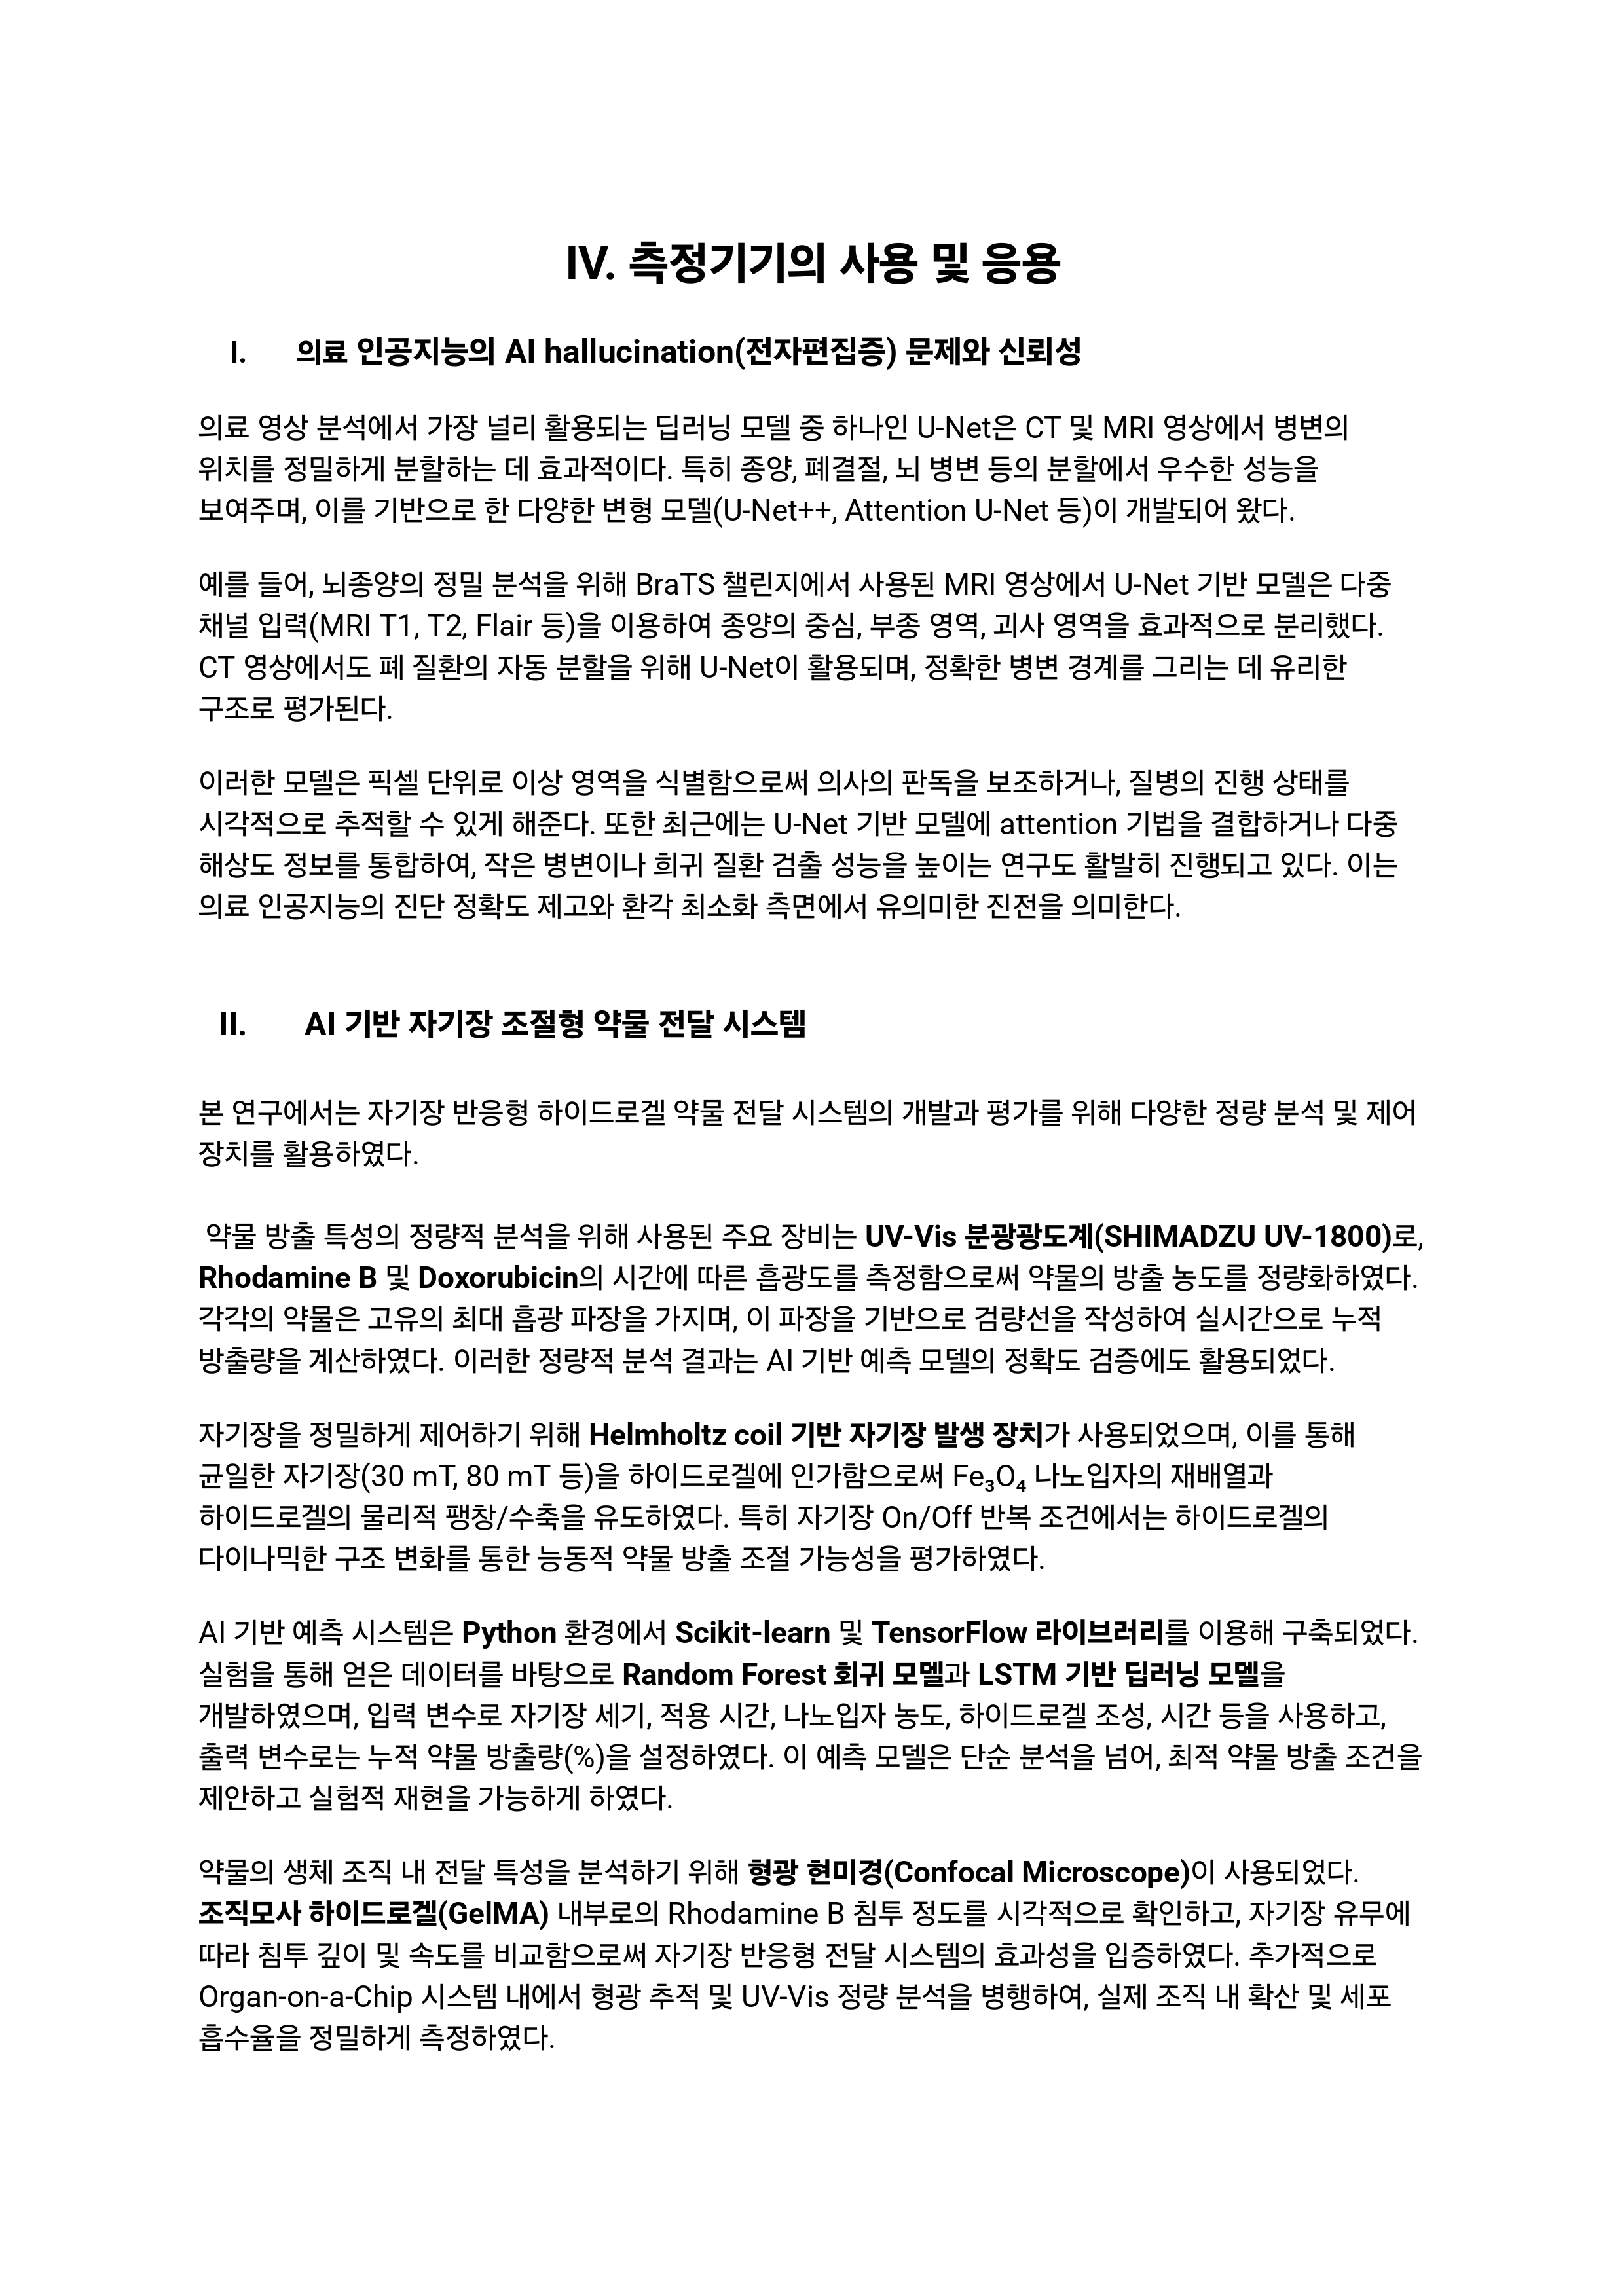 IV. 측정기기의 사용 및 응용
I. 의료 인공지능의 AI hallucination(전자편집증) 문제와 신뢰성
의료 영상 분석에서 가장 널리 활용되는 딥러닝 모델 중 하나인 U-Net은 CT 및 MRI 영상에서 병변의
위치를 정밀하게 분할하는 데 효과적이다. 특히 종양, 폐결절, 뇌 병변 등의 분할에서 우수한 성능을
보여주며, 이를 기반으로 한 다양한 변형 모델(U-Net++, Attention U-Net 등)이 개발되어 왔다.
예를 들어, 뇌종양의 정밀 분석을 위해 BraTS 챌린지에서 사용된 MRI 영상에서 U-Net 기반 모델은 다중
채널 입력(MRI T1, T2, Flair 등)을 이용하여 종양의 중심, 부종 영역, 괴사 영역을 효과적으로 분리했다.
CT 영상에서도 폐 질환의 자동 분할을 위해 U-Net이 활용되며, 정확한 병변 경계를 그리는 데 유리한
구조로 평가된다.
이러한 모델은 픽셀 단위로 이상 영역을 식별함으로써 의사의 판독을 보조하거나, 질병의 진행 상태를
시각적으로 추적할 수 있게 해준다. 또한 최근에는 U-Net 기반 모델에 attention 기법을 결합하거나 다중
해상도 정보를 통합하여, 작은 병변이나 희귀 질환 검출 성능을 높이는 연구도 활발히 진행되고 있다. 이는
의료 인공지능의 진단 정확도 제고와 환각 최소화 측면에서 유의미한 진전을 의미한다.
II. AI 기반 자기장 조절형 약물 전달 시스템
본 연구에서는 자기장 반응형 하이드로겔 약물 전달 시스템의 개발과 평가를 위해 다양한 정량 분석 및 제어
장치를 활용하였다.
약물 방출 특성의 정량적 분석을 위해 사용된 주요 장비는 UV-Vis 분광광도계(SHIMADZU UV-1800)로,
Rhodamine B 및 Doxorubicin의 시간에 따른 흡광도를 측정함으로써 약물의 방출 농도를 정량화하였다.
각각의 약물은 고유의 최대 흡광 파장을 가지며, 이 파장을 기반으로 검량선을 작성하여 실시간으로 누적
방출량을 계산하였다. 이러한 정량적 분석 결과는 AI 기반 예측 모델의 정확도 검증에도 활용되었다.
자기장을 정밀하게 제어하기 위해 Helmholtz coil 기반 자기장 발생 장치가 사용되었으며, 이를 통해
균일한 자기장(30 mT, 80 mT 등)을 하이드로겔에 인가함으로써 Fe₃O₄ 나노입자의 재배열과
하이드로겔의 물리적 팽창/수축을 유도하였다. 특히 자기장 On/Off 반복 조건에서는 하이드로겔의
다이나믹한 구조 변화를 통한 능동적 약물 방출 조절 가능성을 평가하였다.
AI 기반 예측 시스템은 Python 환경에서 Scikit-learn 및 TensorFlow 라이브러리를 이용해 구축되었다.
실험을 통해 얻은 데이터를 바탕으로 Random Forest 회귀 모델과 LSTM 기반 딥러닝 모델을
개발하였으며, 입력 변수로 자기장 세기, 적용 시간, 나노입자 농도, 하이드로겔 조성, 시간 등을 사용하고,
출력 변수로는 누적 약물 방출량(%)을 설정하였다. 이 예측 모델은 단순 분석을 넘어, 최적 약물 방출 조건을
제안하고 실험적 재현을 가능하게 하였다.
약물의 생체 조직 내 전달 특성을 분석하기 위해 형광 현미경(Confocal Microscope)이 사용되었다.
조직모사 하이드로겔(GelMA) 내부로의 Rhodamine B 침투 정도를 시각적으로 확인하고, 자기장 유무에
따라 침투 깊이 및 속도를 비교함으로써 자기장 반응형 전달 시스템의 효과성을 입증하였다. 추가적으로
Organ-on-a-Chip 시스템 내에서 형광 추적 및 UV-Vis 정량 분석을 병행하여, 실제 조직 내 확산 및 세포
흡수율을 정밀하게 측정하였다.